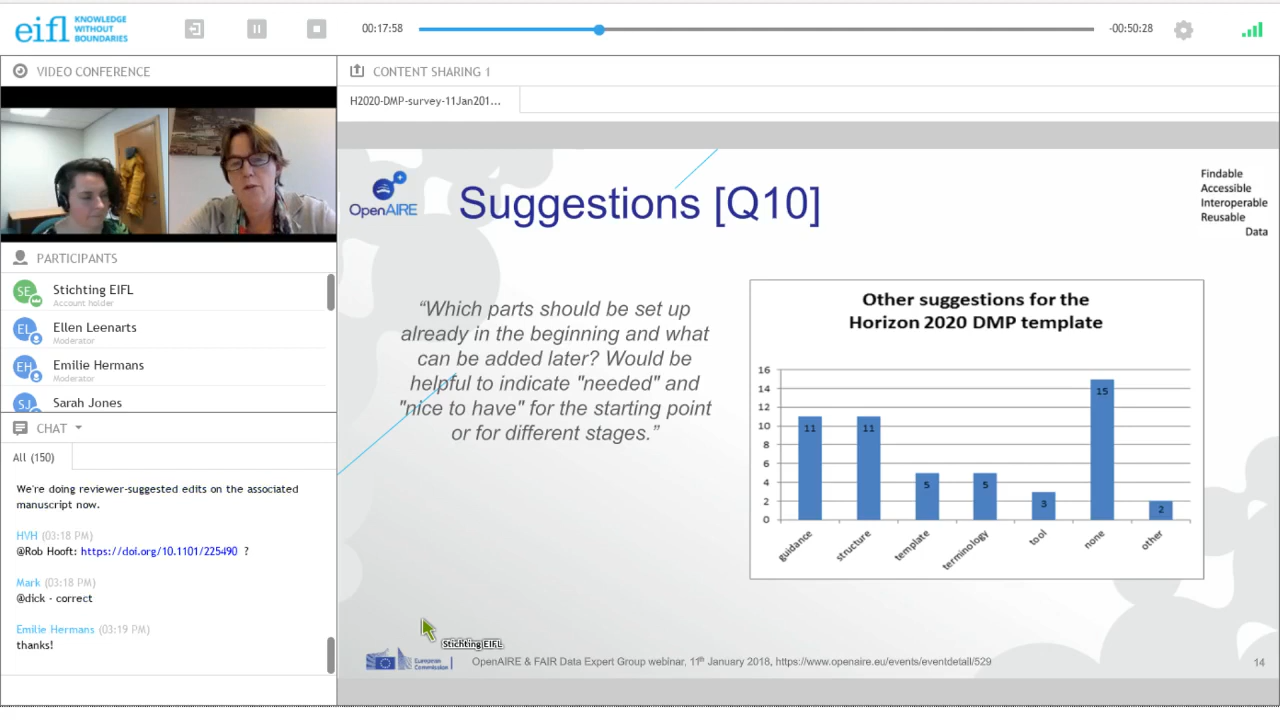 eifl KNOWLEDGE
WITHOUT
BOUNDARIES
00:17:58
-00:50:28
VIDEO CONFERENCE
PARTICIPANTS
SE Stichting EIFL
Account holder
EL Ellen Leenarts
Moderator
EH Emilie Hermans
Moderator
SJ Sarah Jones
CHAT
All (150)
We're doing reviewer-suggested edits on the associated
manuscript now.
HVH (03:18 PM)
@Rob Hooft: https://doi.org/10.1101/225490 ?
Mark (03:18 PM)
@dick - correct
Emilie Hermans (03:19 PM)
thanks!
CONTENT SHARING 1
H2020-DMP-survey-11Jan201...
OpenAIRE
Suggestions [Q10]
Findable
Accessible
Interoperable
Reusable
Data
“Which parts should be set up
already in the beginning and what
can be added later? Would be
helpful to indicate "needed" and
"nice to have" for the starting point
or for different stages.”
Other suggestions for the
Horizon 2020 DMP template
16
14
12
10
8
6
4
2
0
11
11
5
5
3
15
2
guidance
structure
template
terminology
tool
none
other
Stichting EIFL
European
Commission
OpenAIRE & FAIR Data Expert Group webinar, 11th January 2018, https://www.openaire.eu/events/eventdetail/529
14